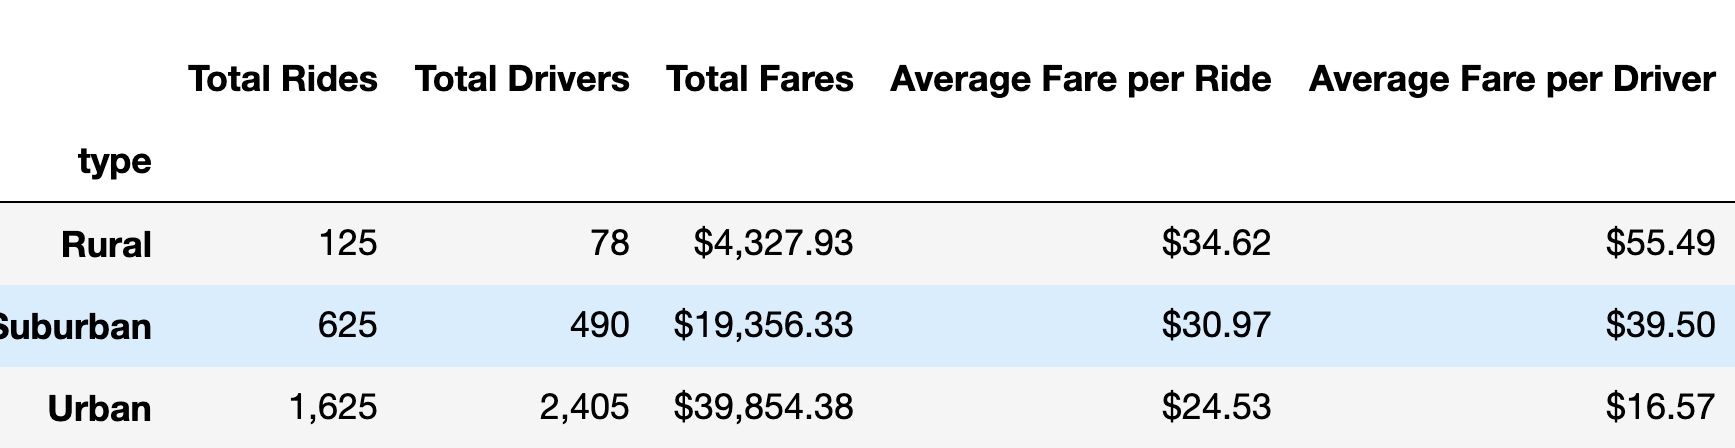 Total Rides Total Drivers Total Fares Average Fare per Ride Average Fare per Driver
type
Rural 125 78 $4,327.93 $34.62 $55.49
Suburban 625 490 $19,356.33 $30.97 $39.50
Urban 1,625 2,405 $39,854.38 $24.53 $16.57